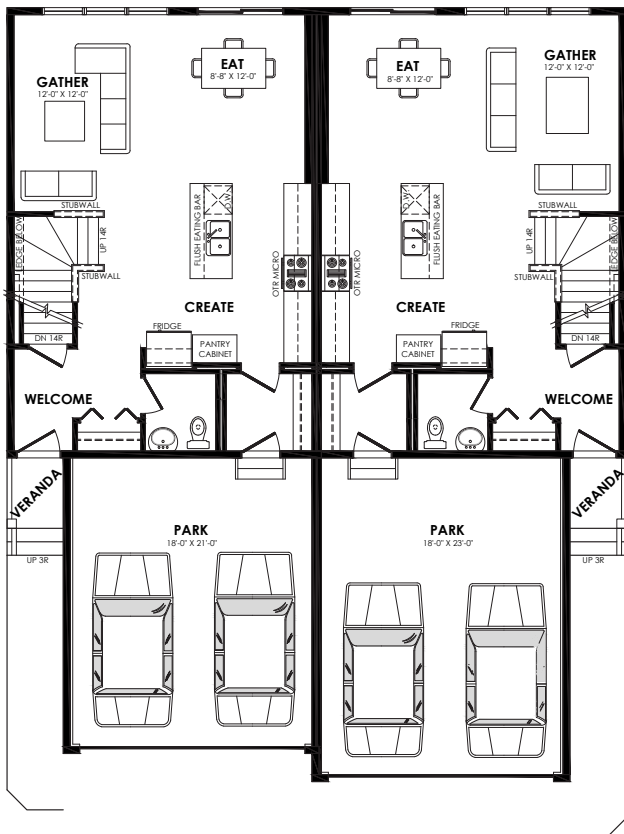 EAT
8'-8" X 12'-0"
GATHER
12'-0" X 12'-0"
STUBWALL
UP 14R
LEDGE BELOW
STUBWALL
DN 14R
FLUSH EATING BAR
D.W.
OTR MICRO
CREATE
FRIDGE
PANTRY
CABINET
WELCOME
VERANDA
UP 3R
PARK
18'-0" X 21'-0"
EAT
8'-8" X 12'-0"
GATHER
12'-0" X 12'-0"
STUBWALL
UP 14R
LEDGE BELOW
STUBWALL
DN 14R
FLUSH EATING BAR
D.W.
OTR MICRO
CREATE
FRIDGE
PANTRY
CABINET
WELCOME
VERANDA
UP 3R
PARK
18'-0" X 23'-0"